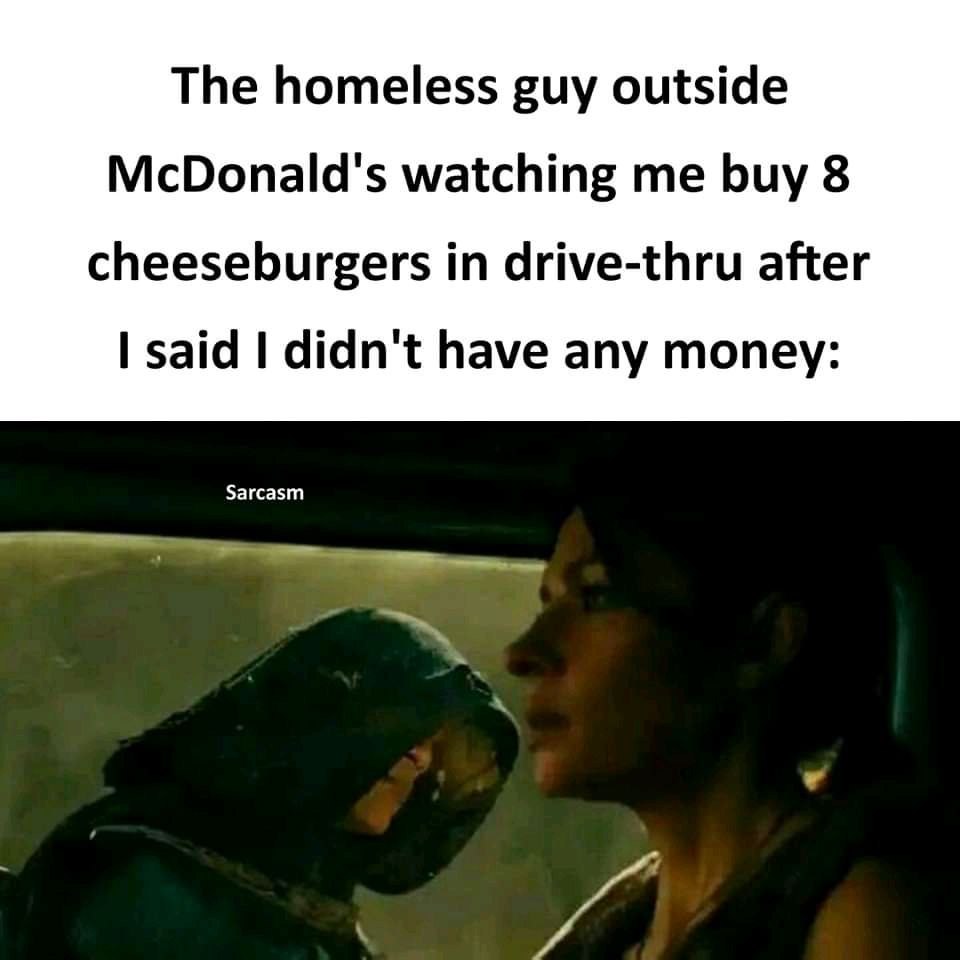 The homeless guy outside
McDonald's watching me buy 8
cheeseburgers in drive-thru after
I said I didn't have any money:
Sarcasm